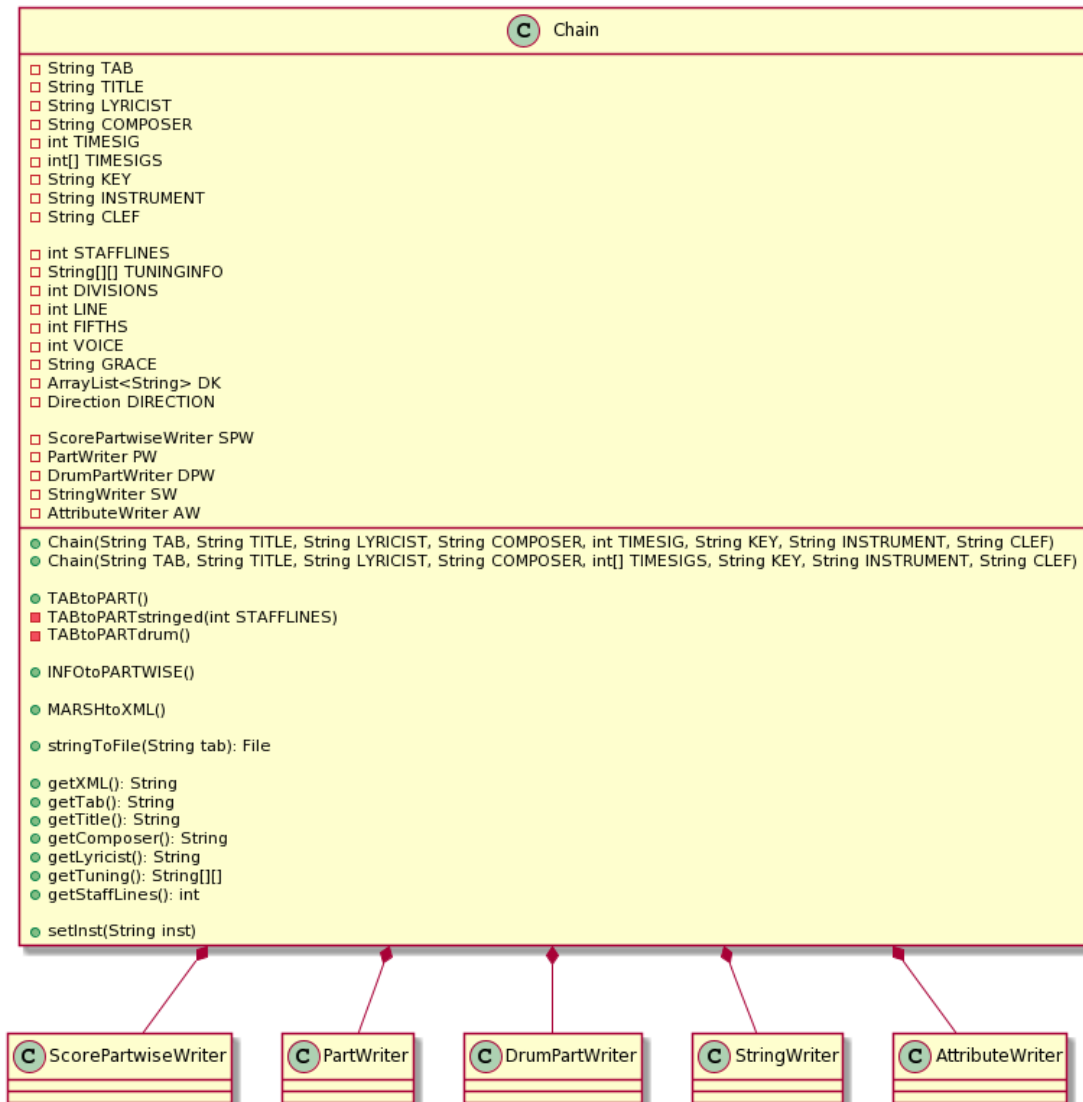 C Chain
String TAB
String TITLE
String LYRICIST
String COMPOSER
int TIMESIG
int[] TIMESIGS
String KEY
String INSTRUMENT
String CLEF
int STAFFLINES
String[][] TUNINGINFO
int DIVISIONS
int LINE
int FIFTHS
int VOICE
String GRACE
ArrayList<String> DK
Direction DIRECTION
ScorePartwiseWriter SPW
PartWriter PW
DrumPartWriter DPW
StringWriter SW
AttributeWriter AW
Chain(String TAB, String TITLE, String LYRICIST, String COMPOSER, int TIMESIG, String KEY, String INSTRUMENT, String CLEF)
Chain(String TAB, String TITLE, String LYRICIST, String COMPOSER, int[] TIMESIGS, String KEY, String INSTRUMENT, String CLEF)
TABtoPART()
TABtoPARTstringed(int STAFFLINES)
TABtoPARTdrum()
INFOtoPARTWISE()
MARSHtoXML()
stringToFile(String tab): File
getXML(): String
getTab(): String
getTitle(): String
getComposer(): String
getLyricist(): String
getTuning(): String[][]
getStaffLines(): int
setInst(String inst)
C ScorePartwiseWriter
C PartWriter
C DrumPartWriter
C StringWriter
C AttributeWriter